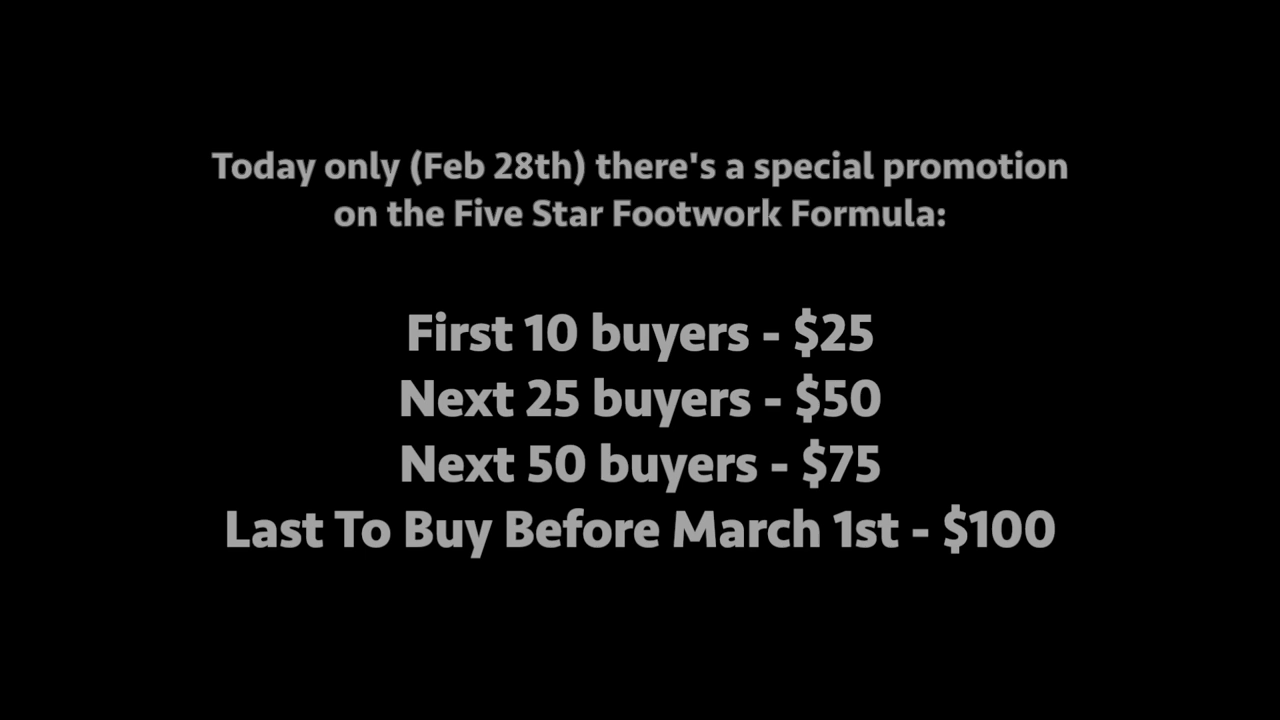 Today only (Feb 28th) there's a special promotion
on the Five Star Footwork Formula:
First 10 buyers - $25
Next 25 buyers - $50
Next 50 buyers - $75
Last To Buy Before March 1st - $100